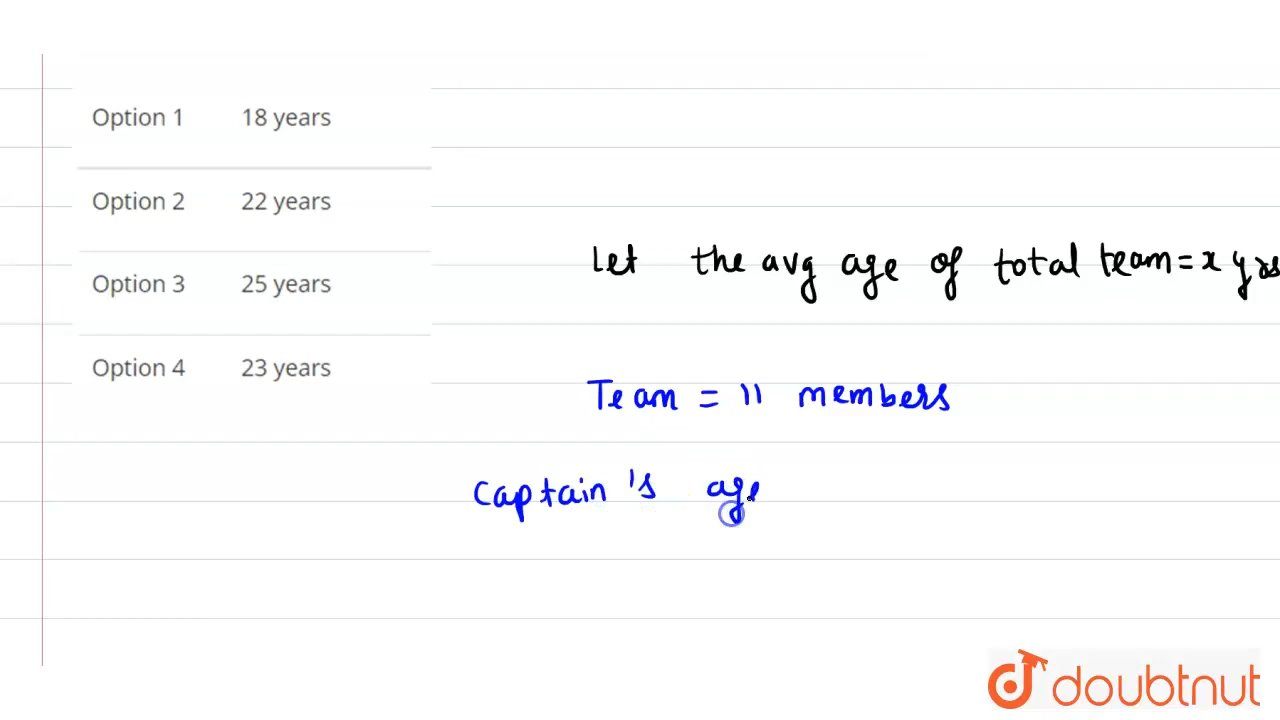 Option 1 18 years
Option 2 22 years
Option 3 25 years
Option 4 23 years
Let the avg age of total team = x yrs
Team = 11 members
Captain's age
doubtnut